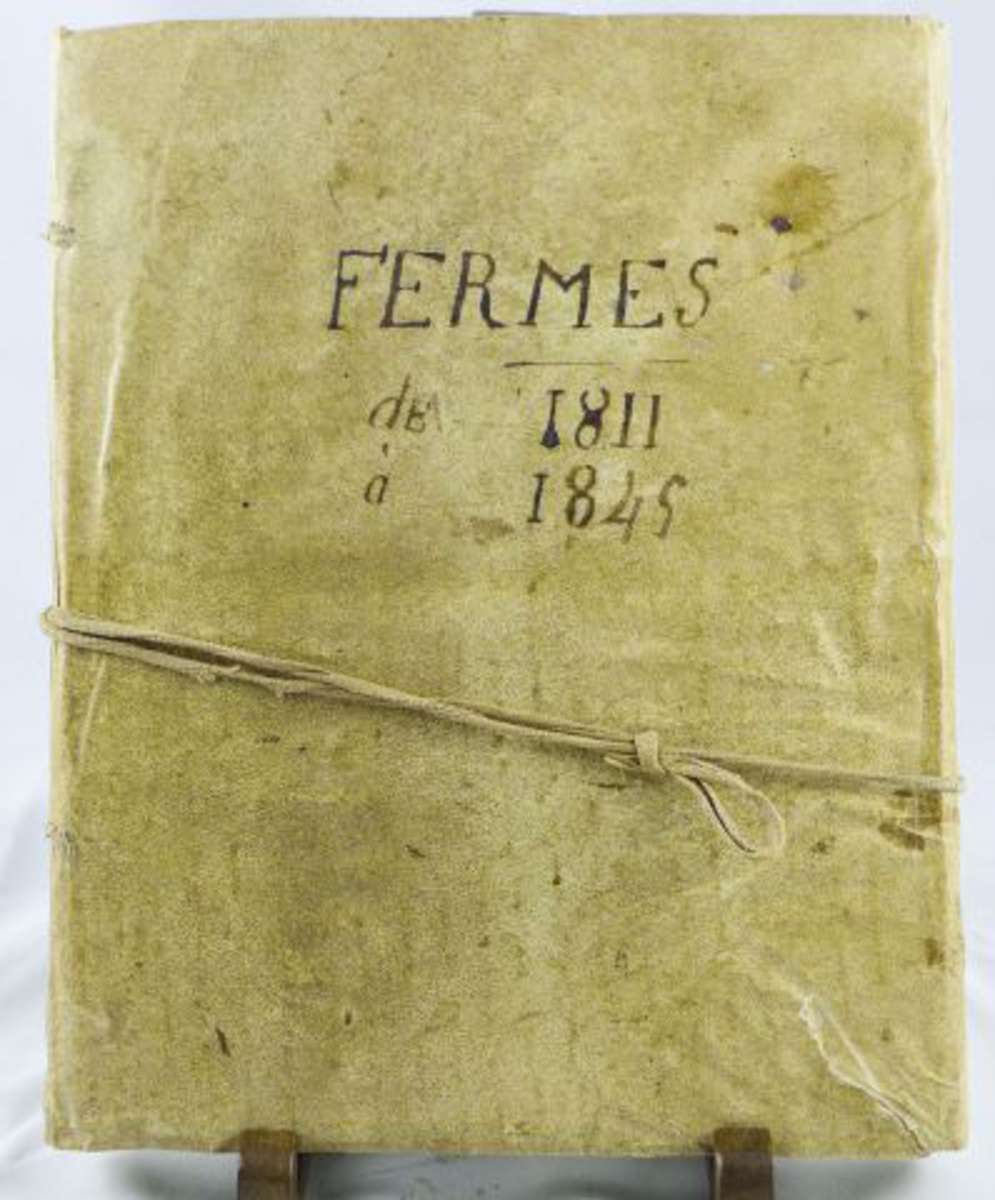 FERMES
de 1811
à 1845